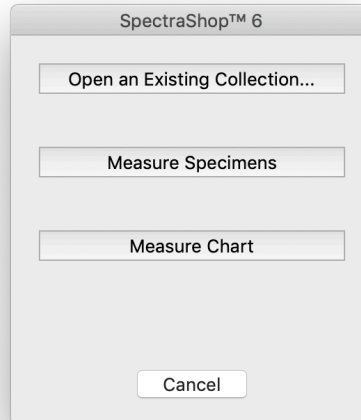 SpectraShop™ 6
Open an Existing Collection...
Measure Specimens
Measure Chart
Cancel